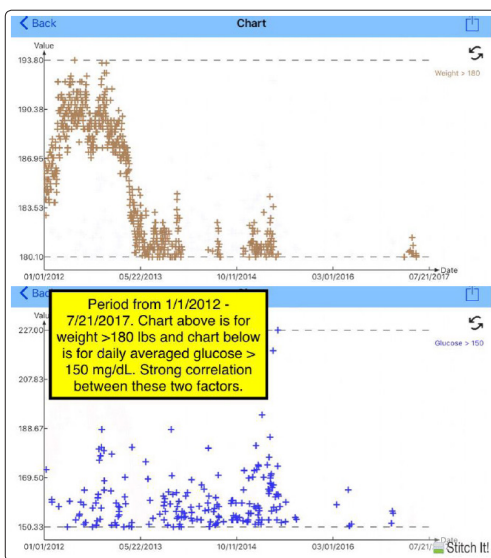 Back
Chart
Value
193.80
190.38
186.95
183.53
180.10
Weight > 180
Date
01/01/2012 05/22/2013 10/11/2014 03/01/2016 07/21/2017
Bac
Valu
227.00
207.83
188.67
169.50
150.33
Period from 1/1/2012 -
7/21/2017. Chart above is for
weight >180 lbs and chart below
is for daily averaged glucose >
150 mg/dL. Strong correlation
between these two factors.
Glucose > 150
Date
01/01/2012 05/22/2013 10/11/2014 03/01/2016 07/21/
Stitch It!